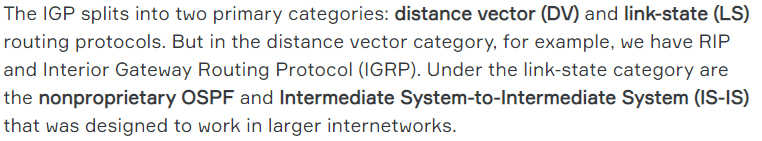 The IGP splits into two primary categories: distance vector (DV) and link-state (LS)
routing protocols. But in the distance vector category, for example, we have RIP
and Interior Gateway Routing Protocol (IGRP). Under the link-state category are
the nonproprietary OSPF and Intermediate System-to-Intermediate System (IS-IS)
that was designed to work in larger internetworks.